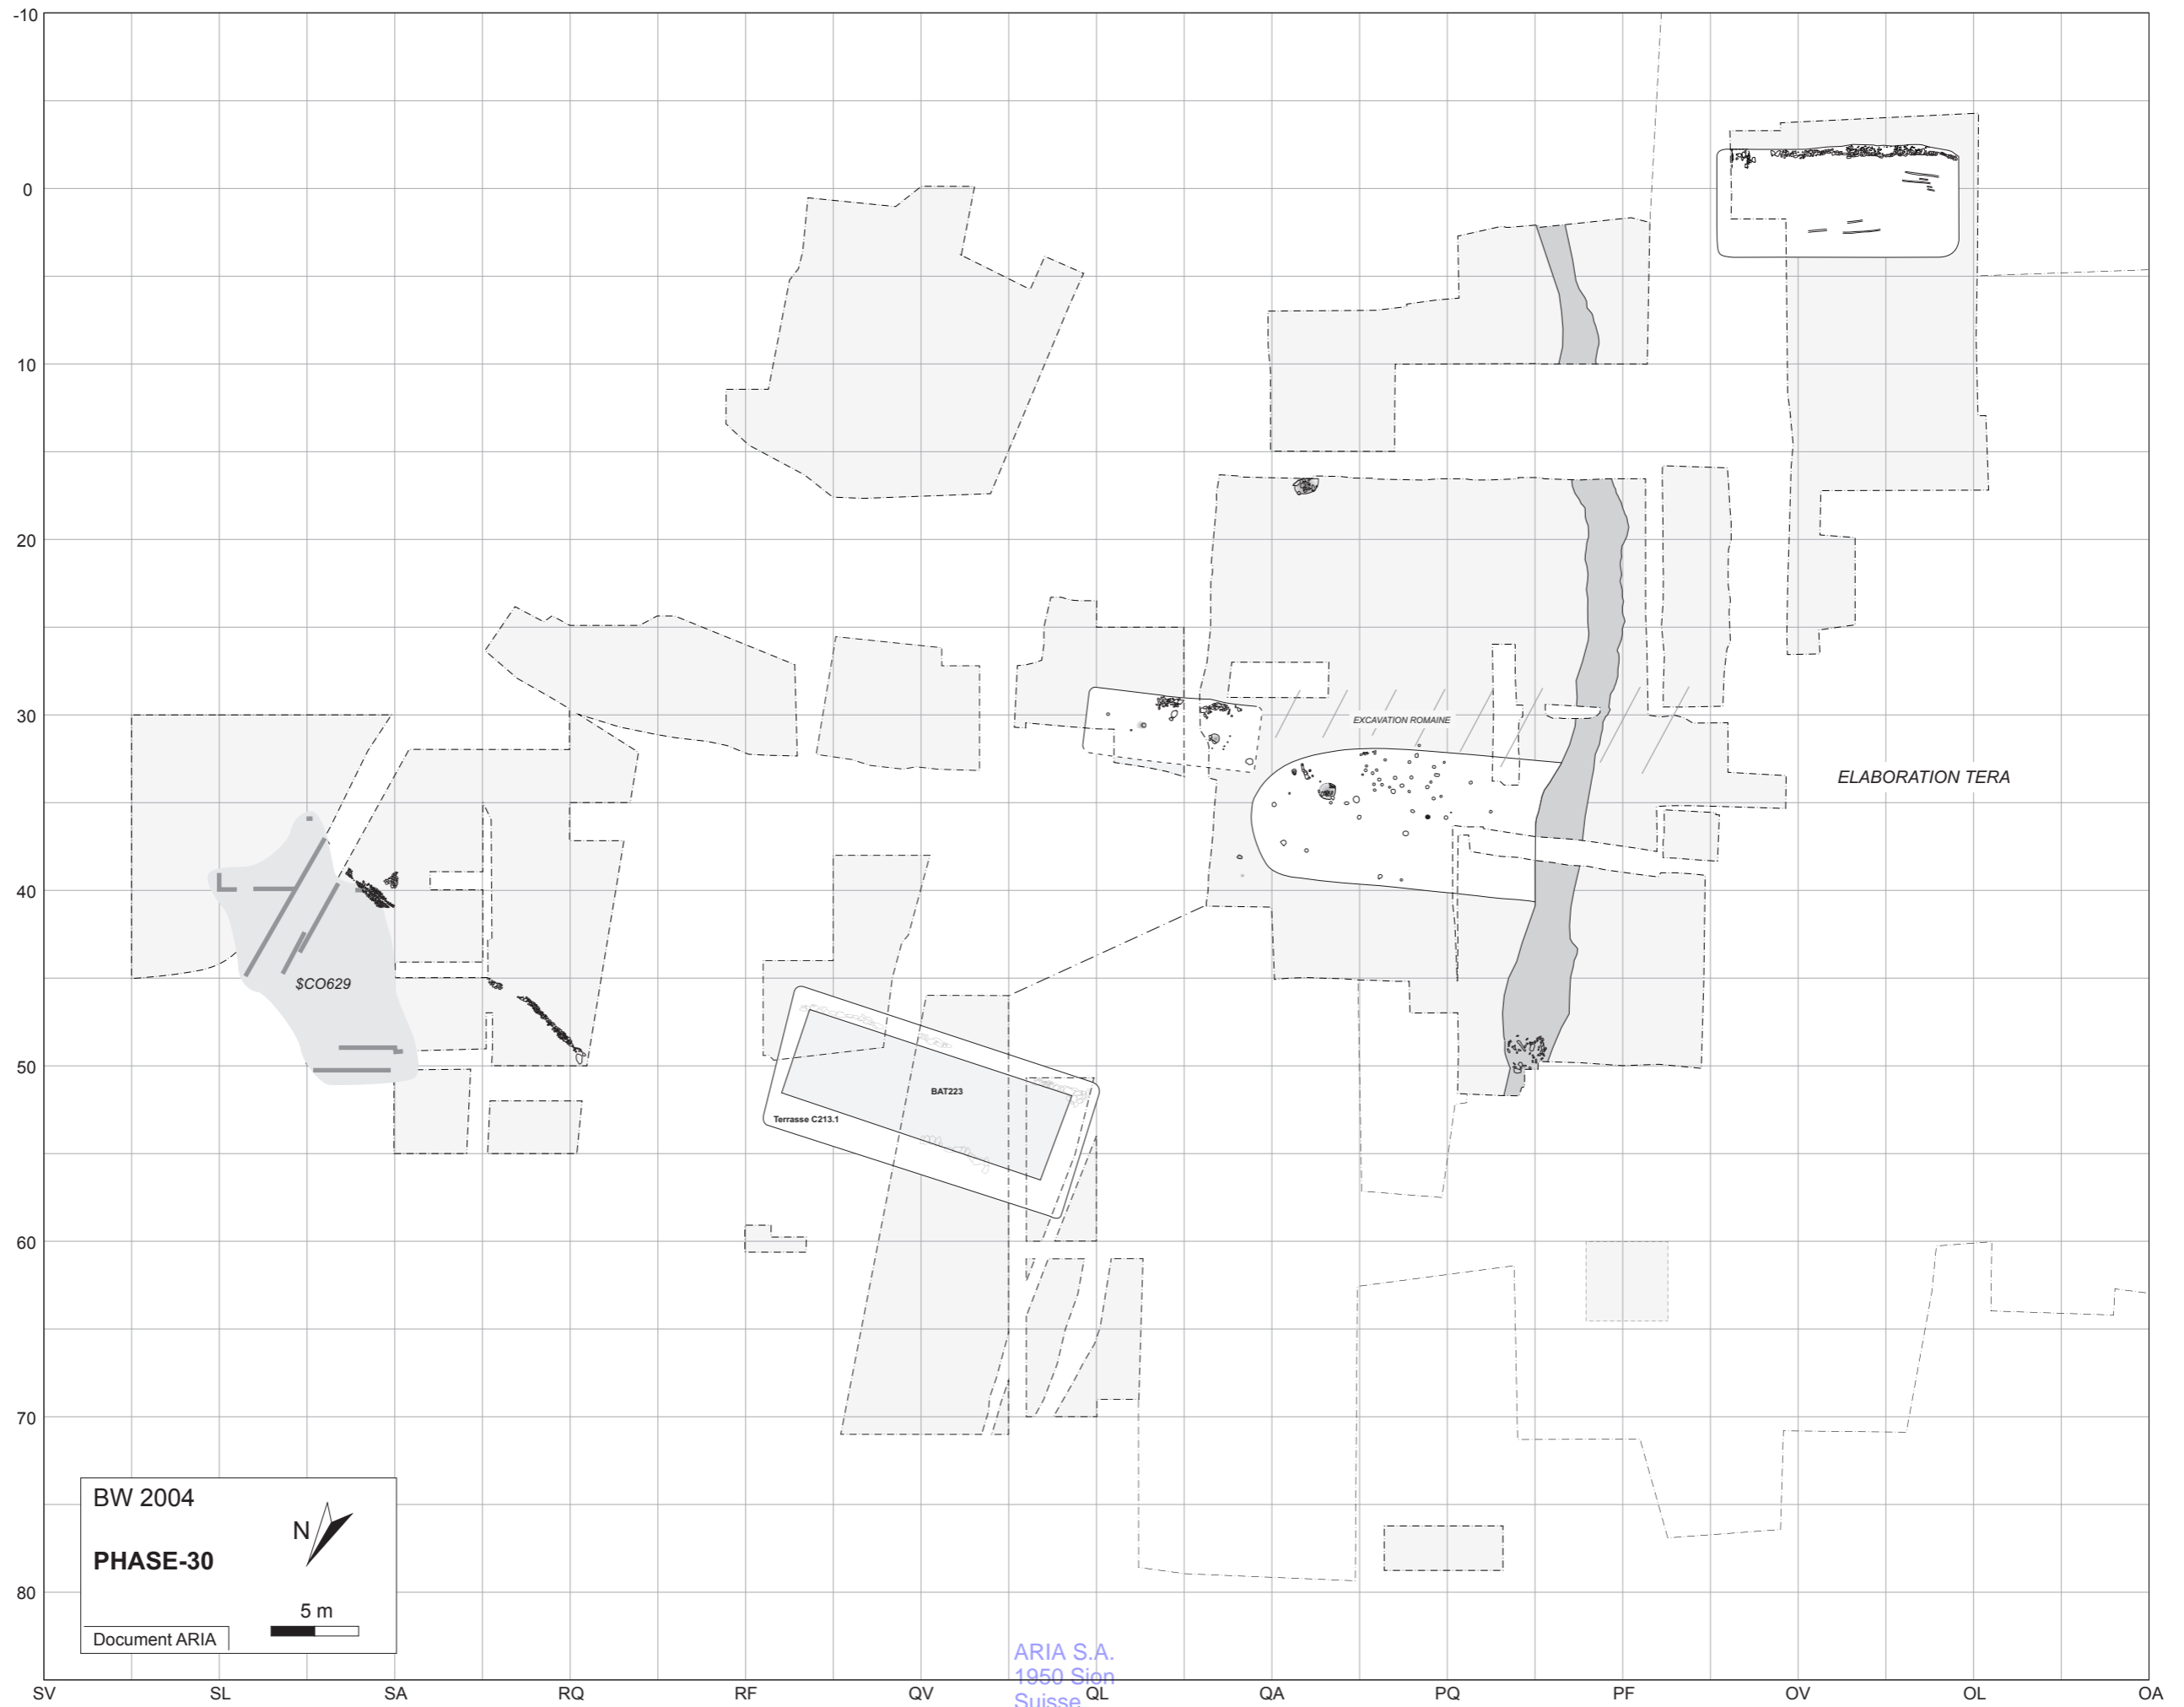 -10
0
10
20
30
40
50
60
70
80
EXCAVATION ROMAINE
ELABORATION TERA
$CO629
BAT223
Terrasse C213.1
BW 2004
N
PHASE-30
5 m
Document ARIA
ARIA S.A.
1950 Sion
Suisse
SV SL SA RQ RF QV QL QA PQ PF OV OL OA